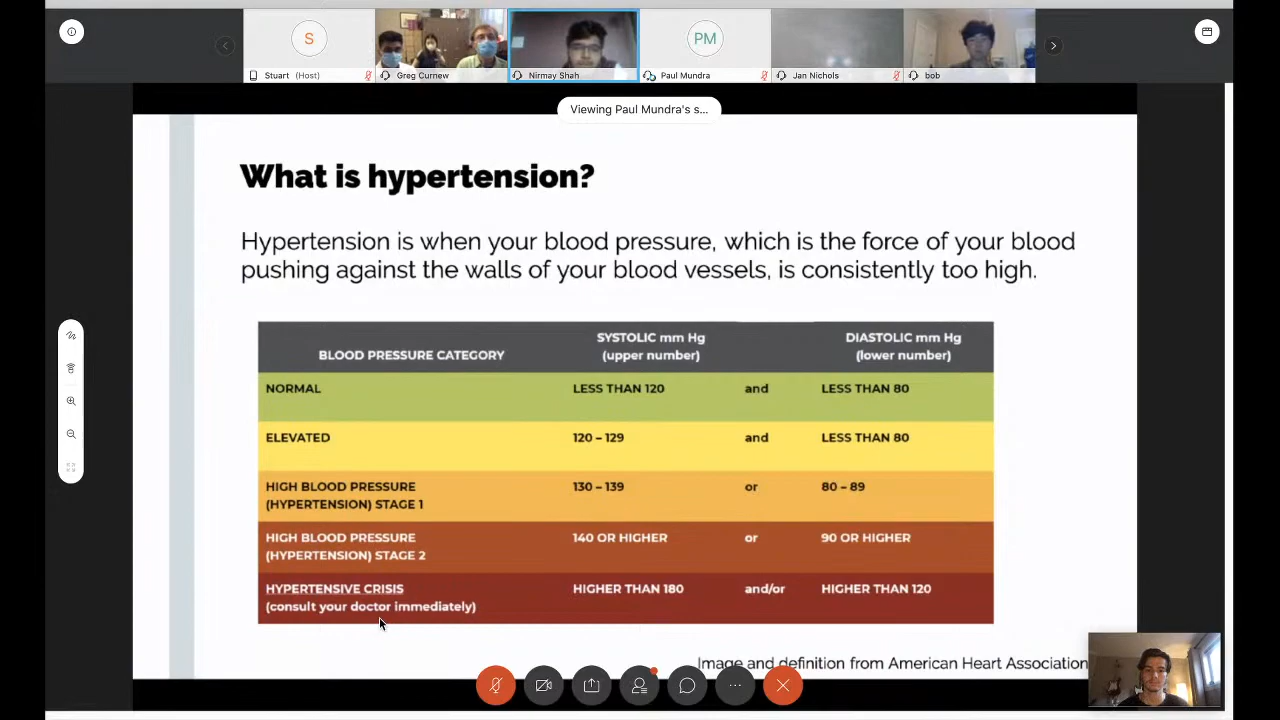 S
PM
Stuart (Host)
Greg Curnew
Nirmay Shah
Paul Mundra
Jan Nichols
bob
Viewing Paul Mundra's s...
What is hypertension?
Hypertension is when your blood pressure, which is the force of your blood
pushing against the walls of your blood vessels, is consistently too high.
BLOOD PRESSURE CATEGORY
SYSTOLIC mm Hg
(upper number)
DIASTOLIC mm Hg
(lower number)
NORMAL LESS THAN 120 and LESS THAN 80
ELEVATED 120 – 129 and LESS THAN 80
HIGH BLOOD PRESSURE
(HYPERTENSION) STAGE 1 130 – 139 or 80 – 89
HIGH BLOOD PRESSURE
(HYPERTENSION) STAGE 2 140 OR HIGHER or 90 OR HIGHER
HYPERTENSIVE CRISIS
(consult your doctor immediately) HIGHER THAN 180 and/or HIGHER THAN 120
Image and definition from American Heart Association